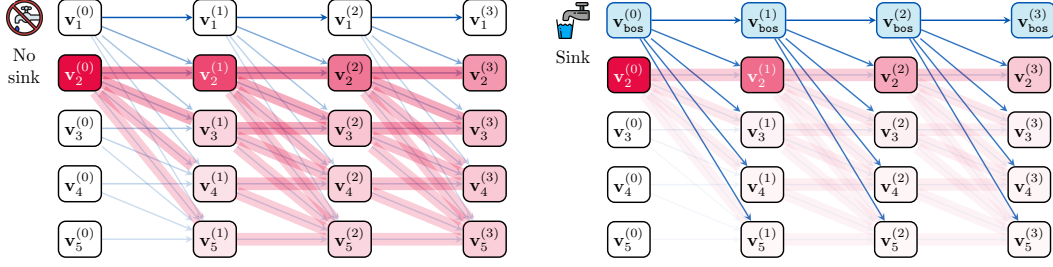 v_1^(0) v_1^(1) v_1^(2) v_1^(3)
No
sink
v_2^(0) v_2^(1) v_2^(2) v_2^(3)
v_3^(0) v_3^(1) v_3^(2) v_3^(3)
v_4^(0) v_4^(1) v_4^(2) v_4^(3)
v_5^(0) v_5^(1) v_5^(2) v_5^(3)
v_bos^(0) v_bos^(1) v_bos^(2) v_bos^(3)
Sink
v_2^(0) v_2^(1) v_2^(2) v_2^(3)
v_3^(0) v_3^(1) v_3^(2) v_3^(3)
v_4^(0) v_4^(1) v_4^(2) v_4^(3)
v_5^(0) v_5^(1) v_5^(2) v_5^(3)